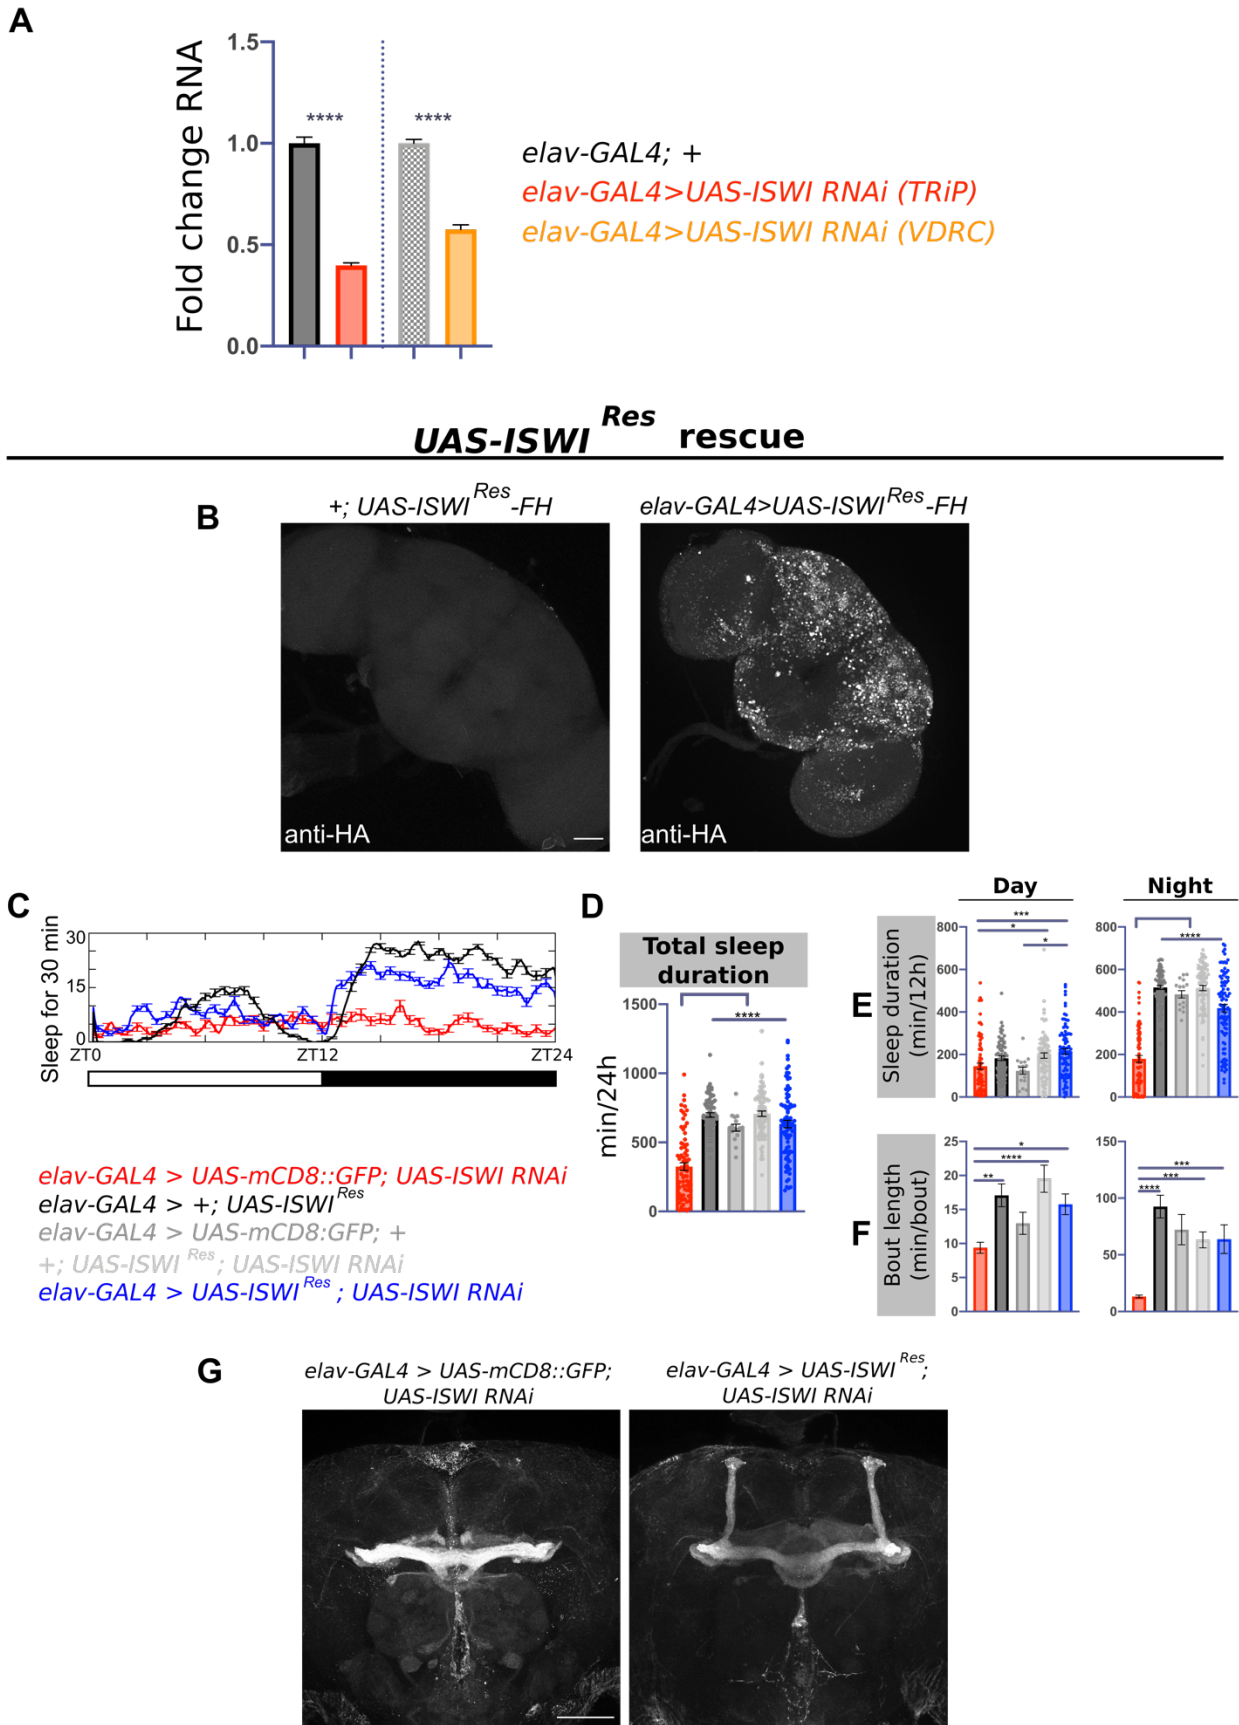 A
Fold change RNA
1.5
1.0
0.5
0.0
****
****
elav-GAL4; +
elav-GAL4>UAS-ISWI RNAi (TRiP)
elav-GAL4>UAS-ISWI RNAi (VDRC)
UAS-ISWI Res rescue
B
+; UAS-ISWI Res -FH
elav-GAL4>UAS-ISWI Res -FH
anti-HA
anti-HA
C
Sleep for 30 min
30
15
0
ZT0
ZT12
ZT24
elav-GAL4 > UAS-mCD8::GFP; UAS-ISWI RNAi
elav-GAL4 > +; UAS-ISWI Res
elav-GAL4 > UAS-mCD8:GFP; +
+; UAS-ISWI Res ; UAS-ISWI RNAi
elav-GAL4 > UAS-ISWI Res ; UAS-ISWI RNAi
D
Total sleep
duration
min/24h
1500
1000
500
0
****
Day
Night
E
Sleep duration
(min/12h)
800
600
400
200
0
***
*
*
800
600
400
200
0
****
F
Bout length
(min/bout)
25
20
15
10
5
0
*
****
**
150
100
50
0
***
***
****
G
elav-GAL4 > UAS-mCD8::GFP;
UAS-ISWI RNAi
elav-GAL4 > UAS-ISWI Res ;
UAS-ISWI RNAi